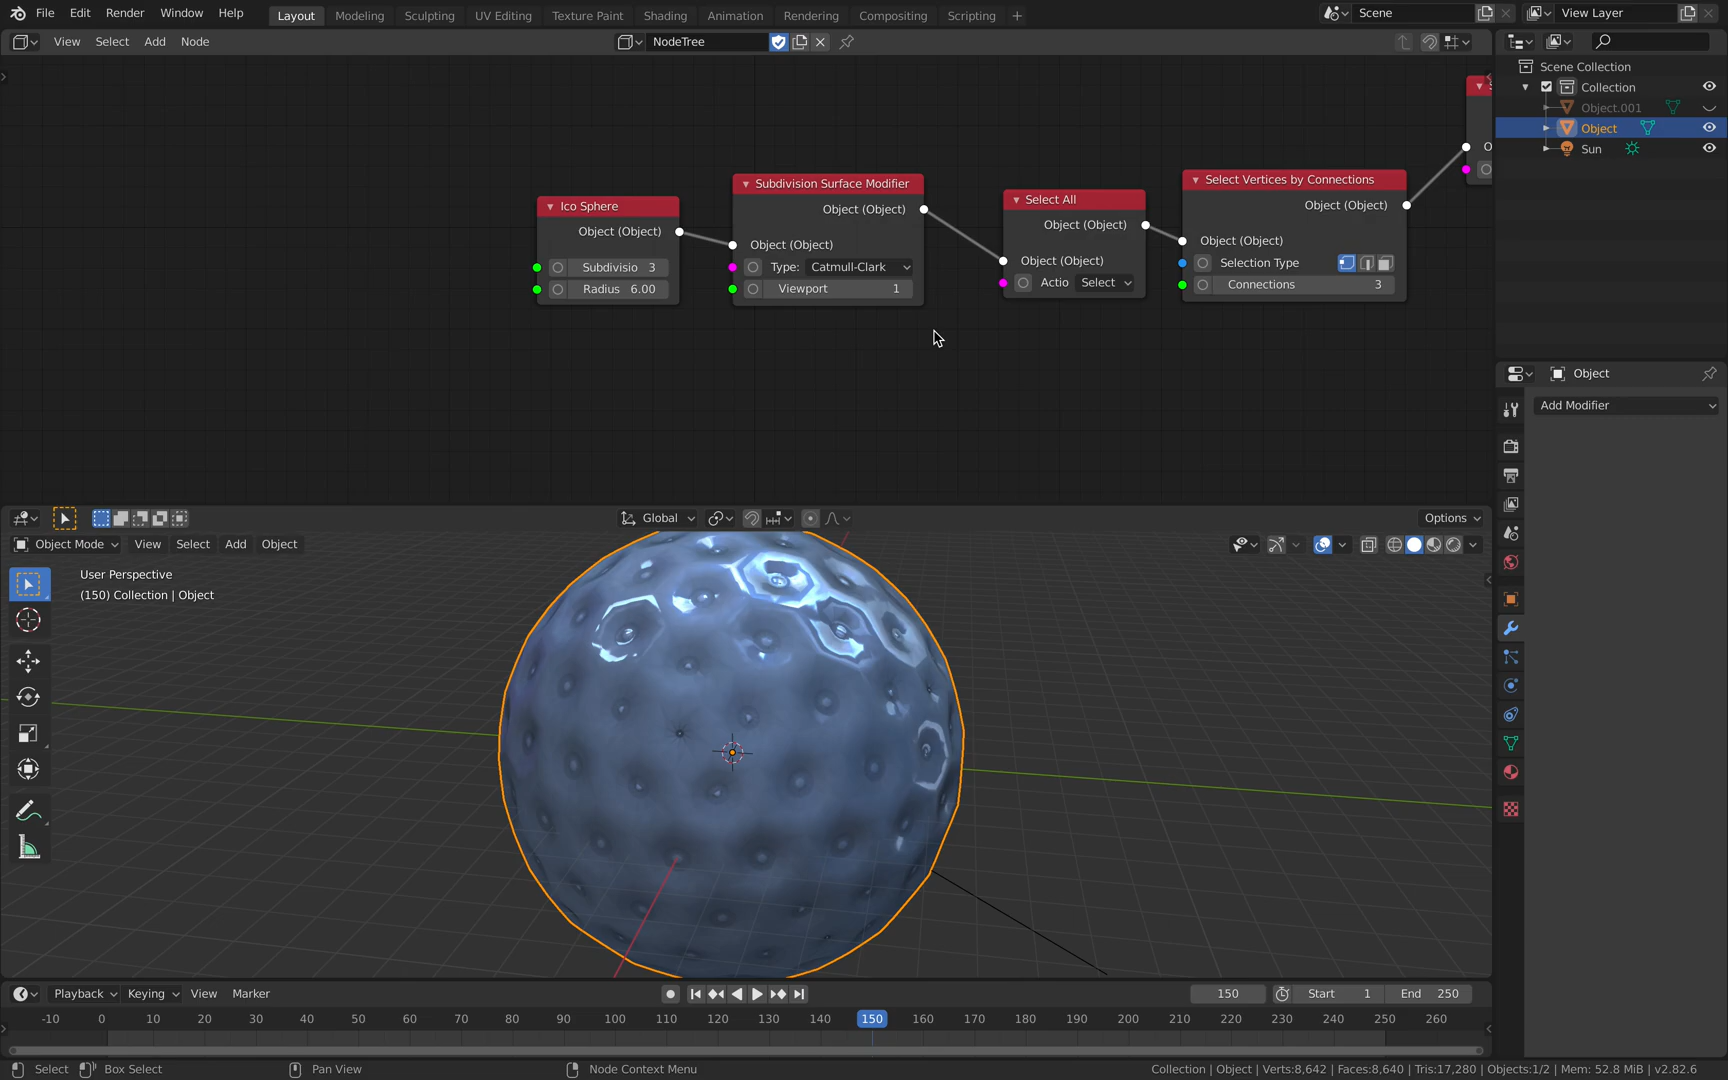 File Edit Render Window Help Layout Modeling Sculpting UV Editing Texture Paint Shading Animation Rendering Compositing Scripting + Scene View Layer
View Select Add Node NodeTree
Scene Collection
Collection
Object.001
Object
Sun
Ico Sphere
Object (Object)
Subdivisio 3
Radius 6.00
Subdivision Surface Modifier
Object (Object)
Object (Object)
Type: Catmull-Clark
Viewport 1
Select All
Object (Object)
Object (Object)
Actio Select
Select Vertices by Connections
Object (Object)
Object (Object)
Selection Type
Connections 3
Object
Add Modifier
Global Options
Object Mode View Select Add Object
User Perspective
(150) Collection | Object
Playback Keying View Marker 150 Start 1 End 250
-10 0 10 20 30 40 50 60 70 80 90 100 110 120 130 140 150 160 170 180 190 200 210 220 230 240 250 260
Select Box Select Pan View Node Context Menu Collection | Object | Verts:8,642 | Faces:8,640 | Tris:17,280 | Objects:1/2 | Mem: 52.8 MiB | v2.82.6